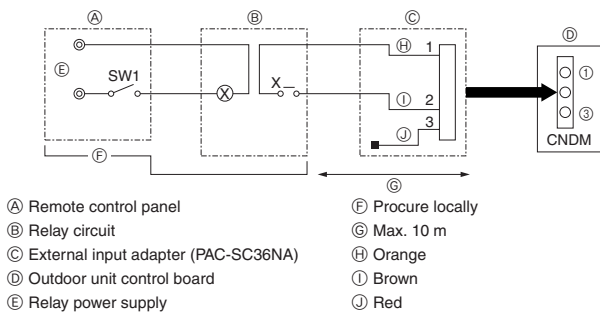 Ⓐ Ⓑ Ⓒ Ⓓ
Ⓔ SW1 X X Ⓗ 1 ①
Ⓘ 2
Ⓙ 3 ③
CNDM
Ⓕ Ⓖ
Ⓐ Remote control panel
Ⓑ Relay circuit
Ⓒ External input adapter (PAC-SC36NA)
Ⓓ Outdoor unit control board
Ⓔ Relay power supply
Ⓕ Procure locally
Ⓖ Max. 10 m
Ⓗ Orange
Ⓘ Brown
Ⓙ Red